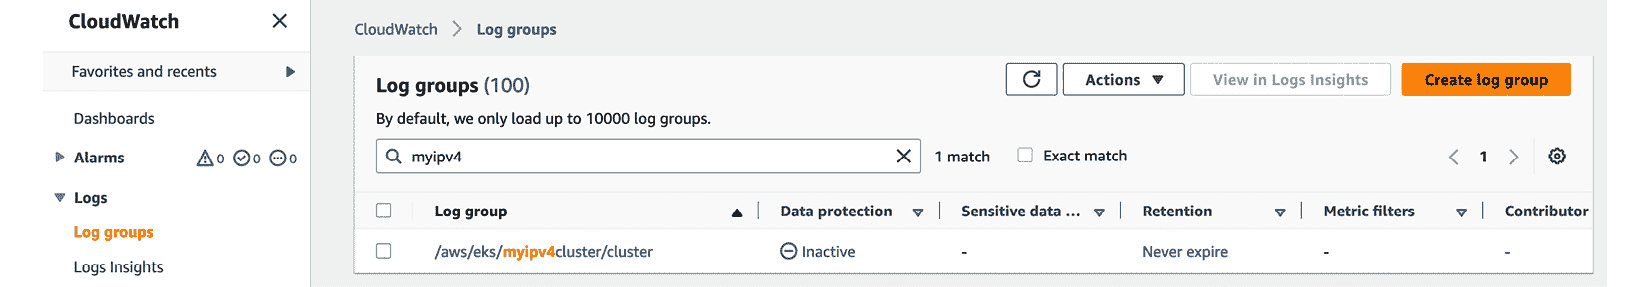 CloudWatch
Favorites and recents
Dashboards
Alarms 0 0 0
Logs
Log groups
Logs Insights
CloudWatch > Log groups
Log groups (100)
Actions
View in Logs Insights
Create log group
By default, we only load up to 10000 log groups.
myipv4
1 match
Exact match
1
Log group Data protection Sensitive data ... Retention Metric filters Contributor
/aws/eks/myipv4cluster/cluster Inactive - Never expire - -